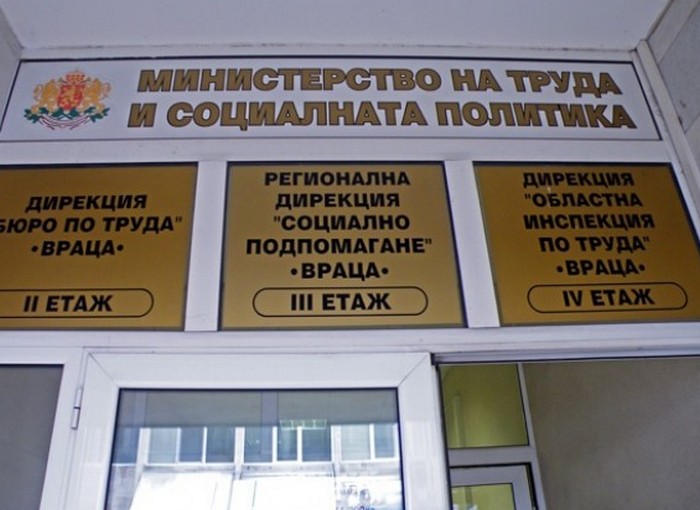 МИНИСТЕРСТВО НА ТРУДА
И СОЦИАЛНАТА ПОЛИТИКА
ДИРЕКЦИЯ
БЮРО ПО ТРУДА"
•ВРАЦА•
II ЕТАЖ
РЕГИОНАЛНА
ДИРЕКЦИЯ
"СОЦИАЛНО
ПОДПОМАГАНЕ"
•ВРАЦА•
III ЕТАЖ
ДИРЕКЦИЯ
"ОБЛАСТНА
ИНСПЕКЦИЯ
ПО ТРУДА"
•ВРАЦА•
IV ЕТАЖ